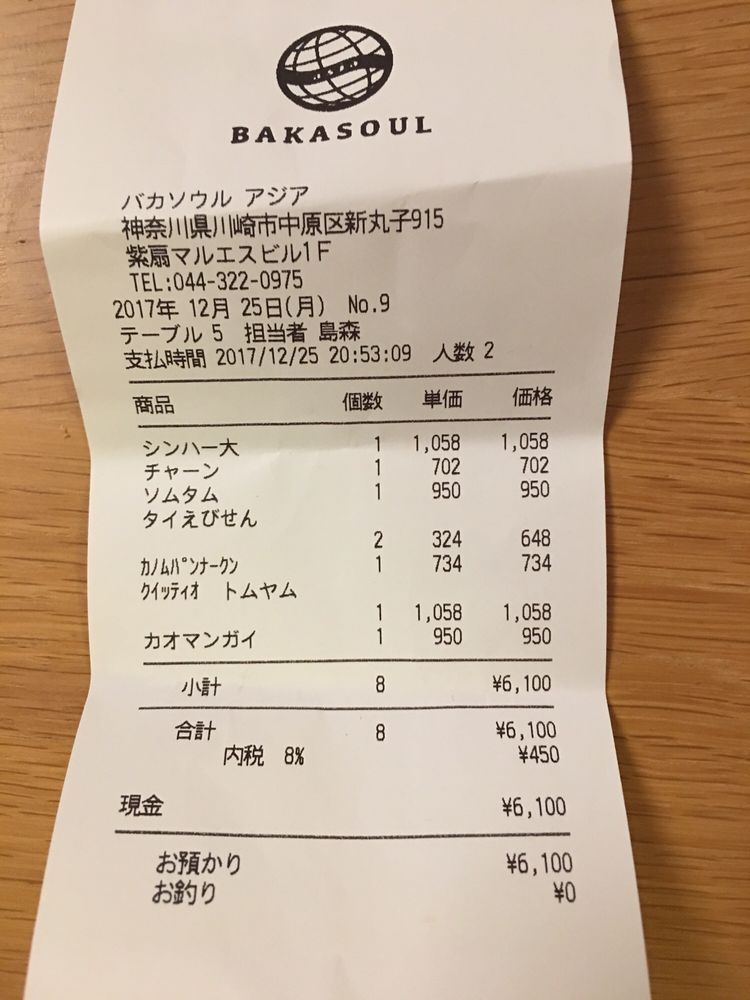 BAKASOUL
バカソウル アジア
神奈川県川崎市中原区新丸子915
紫扇マルエスビル1F
TEL:044-322-0975
2017年 12月 25日(月) No.9
テーブル 5 担当者 島森
支払時間 2017/12/25 20:53:09 人数 2
商品 個数 単価 価格
シンハー大 1 1,058 1,058
チャーン 1 702 702
ソムタム 1 950 950
タイえびせん
2 324 648
ｶﾉﾑﾊﾟﾝﾅｰｸﾝ 1 734 734
ｸｲｯﾃｨｵ トムヤム
1 1,058 1,058
カオマンガイ 1 950 950
小計 8 ¥6,100
合計 8 ¥6,100
内税 8% ¥450
現金 ¥6,100
お預かり ¥6,100
お釣り ¥0